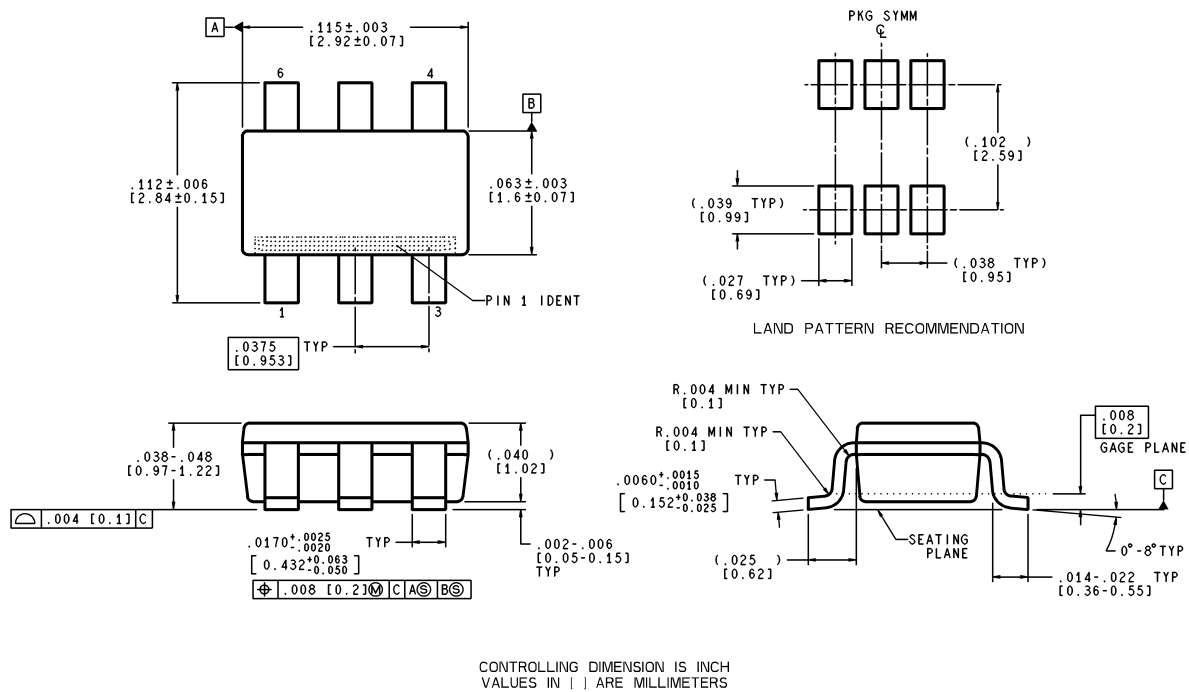 A
.115±.003
[2.92±0.07]
6
4
B
.112±.006
[2.84±0.15]
.063±.003
[1.6±0.07]
PIN 1 IDENT
1
3
.0375
[0.953]
TYP
PKG SYMM
℄
(.102 )
[2.59]
(.039 TYP)
[0.99]
(.027 TYP)
[0.69]
(.038 TYP)
[0.95]
LAND PATTERN RECOMMENDATION
.038-.048
[0.97-1.22]
(.040 )
[1.02]
⌓ .004 [0.1] C
.0170+.0025
-.0020
[0.432+0.063
-0.050]
TYP
⌖ .008 [0.2]Ⓜ C AⓈ BⓈ
.002-.006
[0.05-0.15]
TYP
R.004 MIN TYP
[0.1]
R.004 MIN TYP
[0.1]
.008
[0.2]
GAGE PLANE
.0060+.0015
-.0010
[0.152+0.038
-0.025]
TYP
C
SEATING
PLANE
0°-8°TYP
(.025 )
[0.62]
.014-.022 TYP
[0.36-0.55]
CONTROLLING DIMENSION IS INCH
VALUES IN [ ] ARE MILLIMETERS